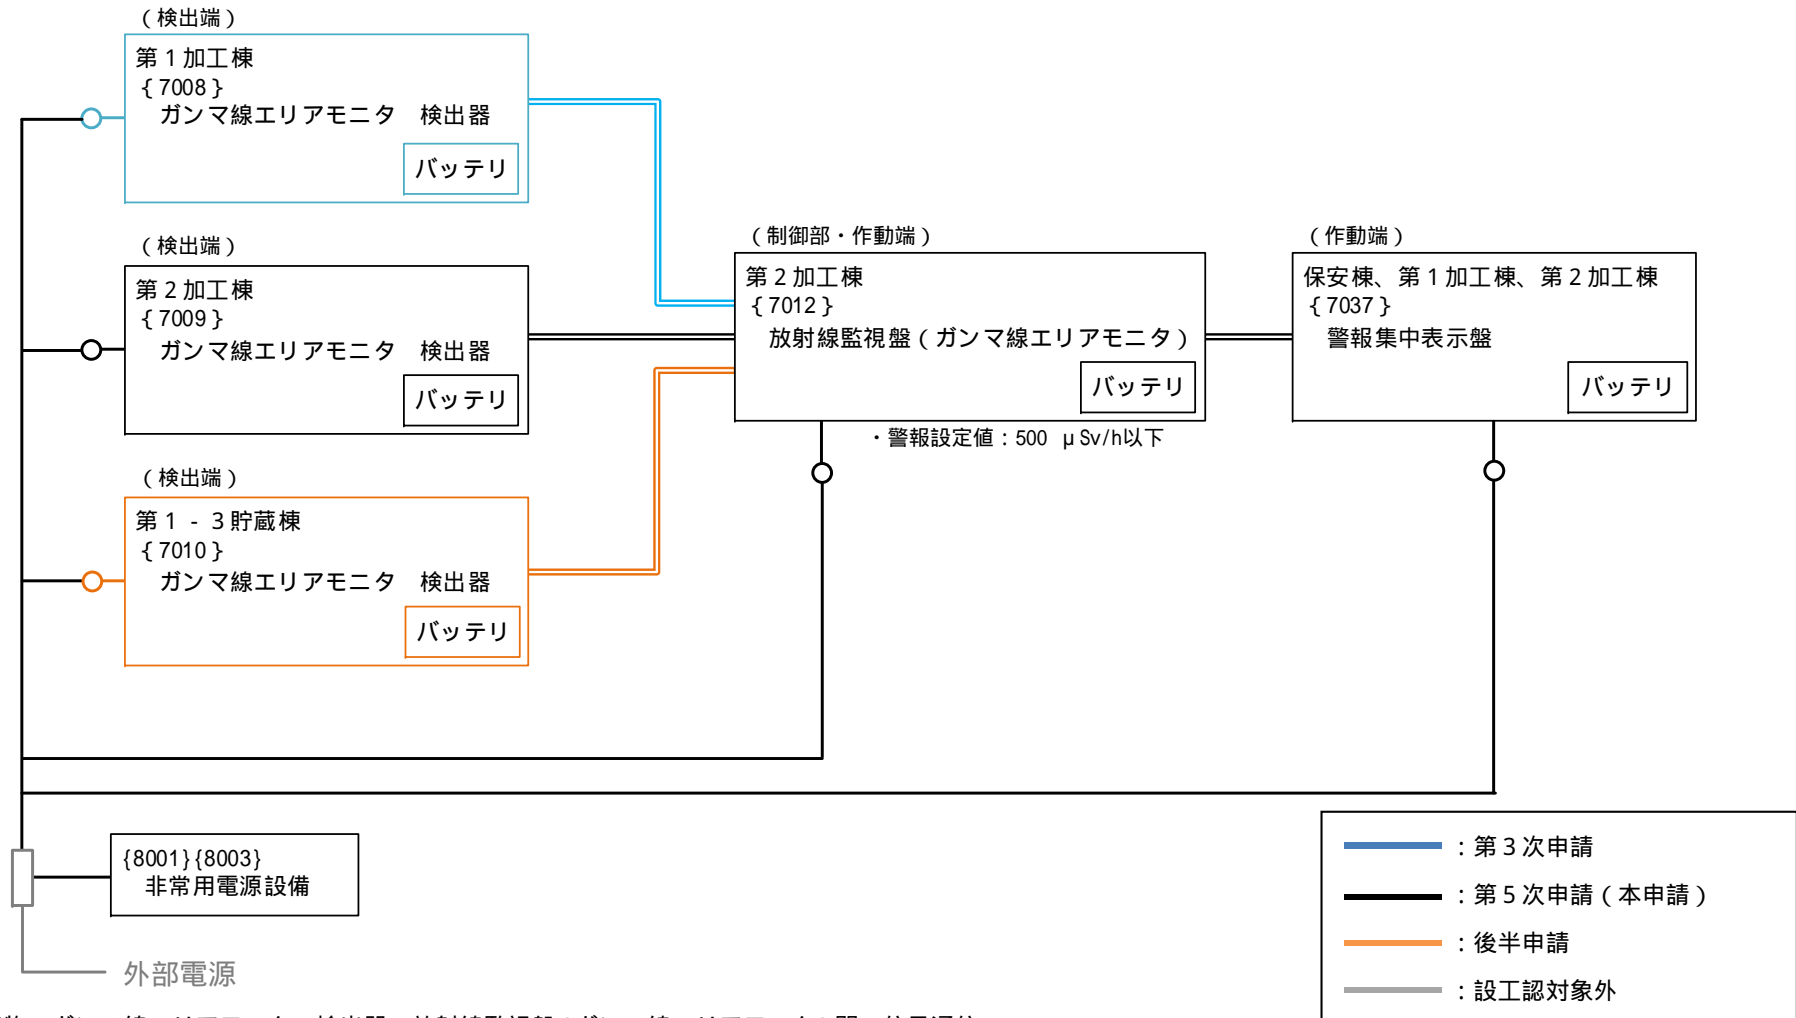 （検出端）
第１加工棟
｛7008｝
ガンマ線エリアモニタ　検出器
バッテリ
（検出端）
第２加工棟
｛7009｝
ガンマ線エリアモニタ　検出器
バッテリ
（検出端）
第１‐３貯蔵棟
｛7010｝
ガンマ線エリアモニタ　検出器
バッテリ
（制御部・作動端）
第２加工棟
｛7012｝
放射線監視盤（ガンマ線エリアモニタ）
バッテリ
・警報設定値：500 μSv/h以下
（作動端）
保安棟、第１加工棟、第２加工棟
｛7037｝
警報集中表示盤
バッテリ
{8001}{8003}
非常用電源設備
外部電源
：第３次申請
：第５次申請（本申請）
：後半申請
：設工認対象外